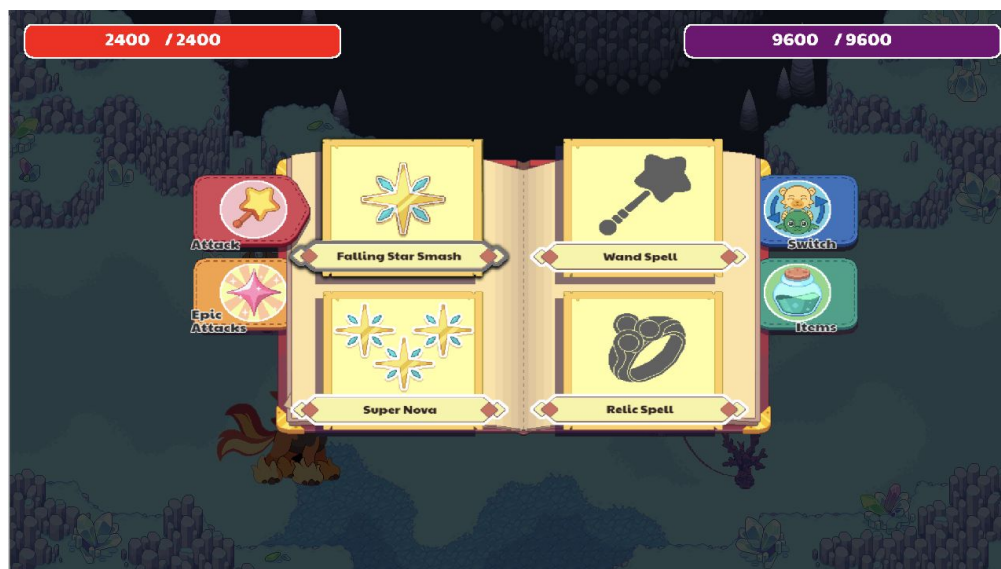 2400 / 2400
9600 / 9600
Attack
Falling Star Smash
Wand Spell
Switch
Epic
Attacks
Super Nova
Relic Spell
Items